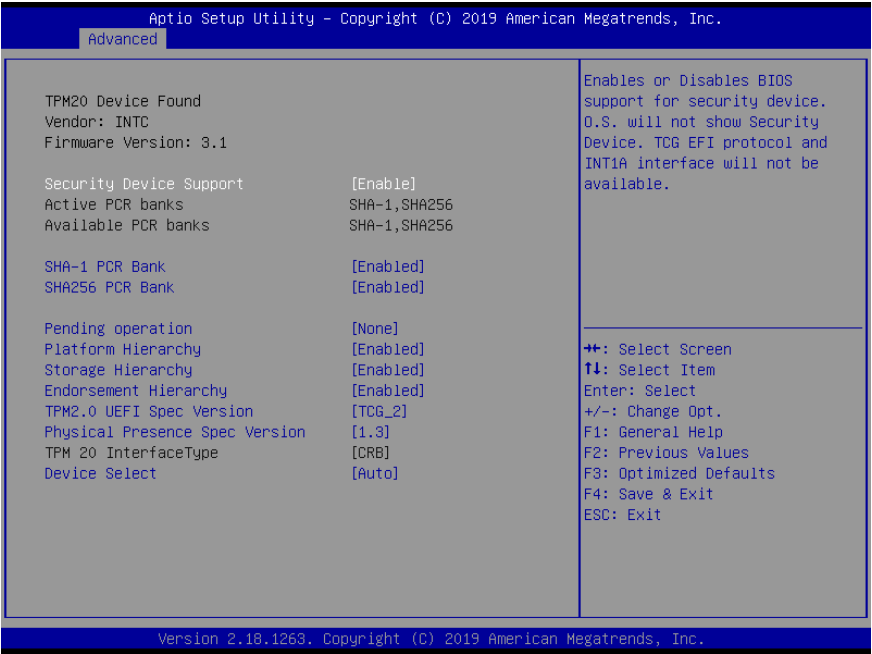 Aptio Setup Utility – Copyright (C) 2019 American Megatrends, Inc.
Advanced
TPM20 Device Found
Vendor: INTC
Firmware Version: 3.1
Security Device Support [Enable]
Active PCR banks SHA-1,SHA256
Available PCR banks SHA-1,SHA256
SHA-1 PCR Bank [Enabled]
SHA256 PCR Bank [Enabled]
Pending operation [None]
Platform Hierarchy [Enabled]
Storage Hierarchy [Enabled]
Endorsement Hierarchy [Enabled]
TPM2.0 UEFI Spec Version [TCG_2]
Physical Presence Spec Version [1.3]
TPM 20 InterfaceType [CRB]
Device Select [Auto]
Enables or Disables BIOS
support for security device.
O.S. will not show Security
Device. TCG EFI protocol and
INT1A interface will not be
available.
→←: Select Screen
↑↓: Select Item
Enter: Select
+/-: Change Opt.
F1: General Help
F2: Previous Values
F3: Optimized Defaults
F4: Save & Exit
ESC: Exit
Version 2.18.1263. Copyright (C) 2019 American Megatrends, Inc.